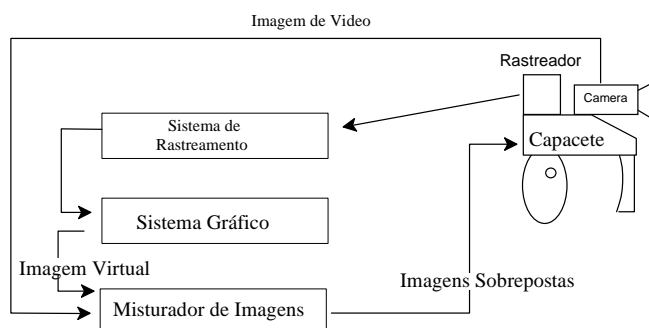 Imagem de Video
Rastreador
Camera
Sistema de
Rastreamento
Capacete
Sistema Gráfico
Imagem Virtual
Imagens Sobrepostas
Misturador de Imagens